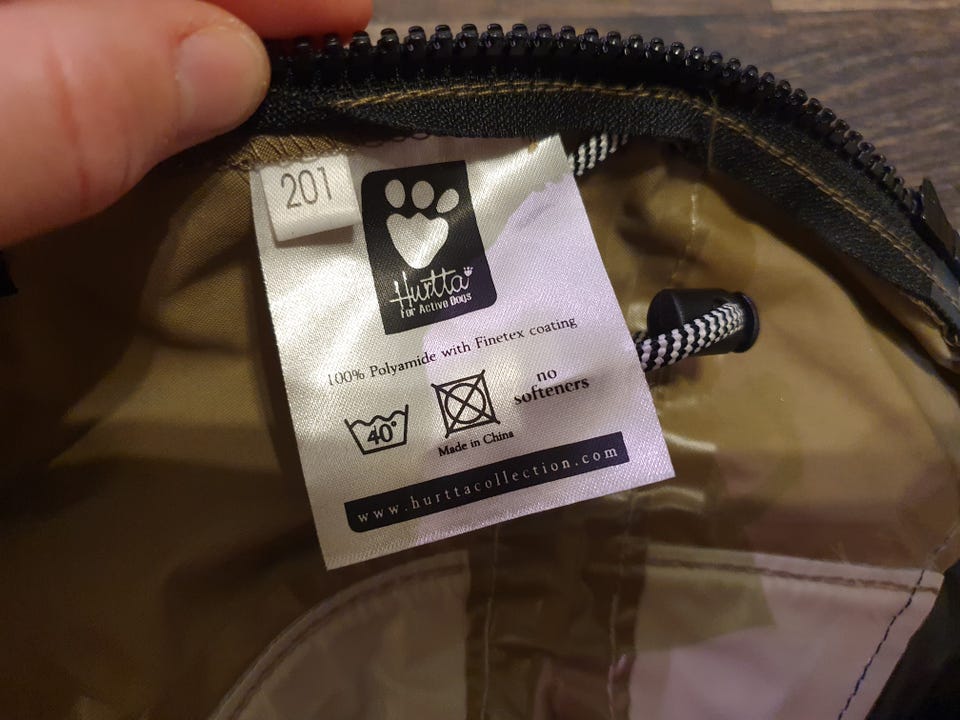 201
Hurtta
For Active Dogs
100% Polyamide with Finetex coating
no
softeners
40°
Made in China
www.hurttacollection.com